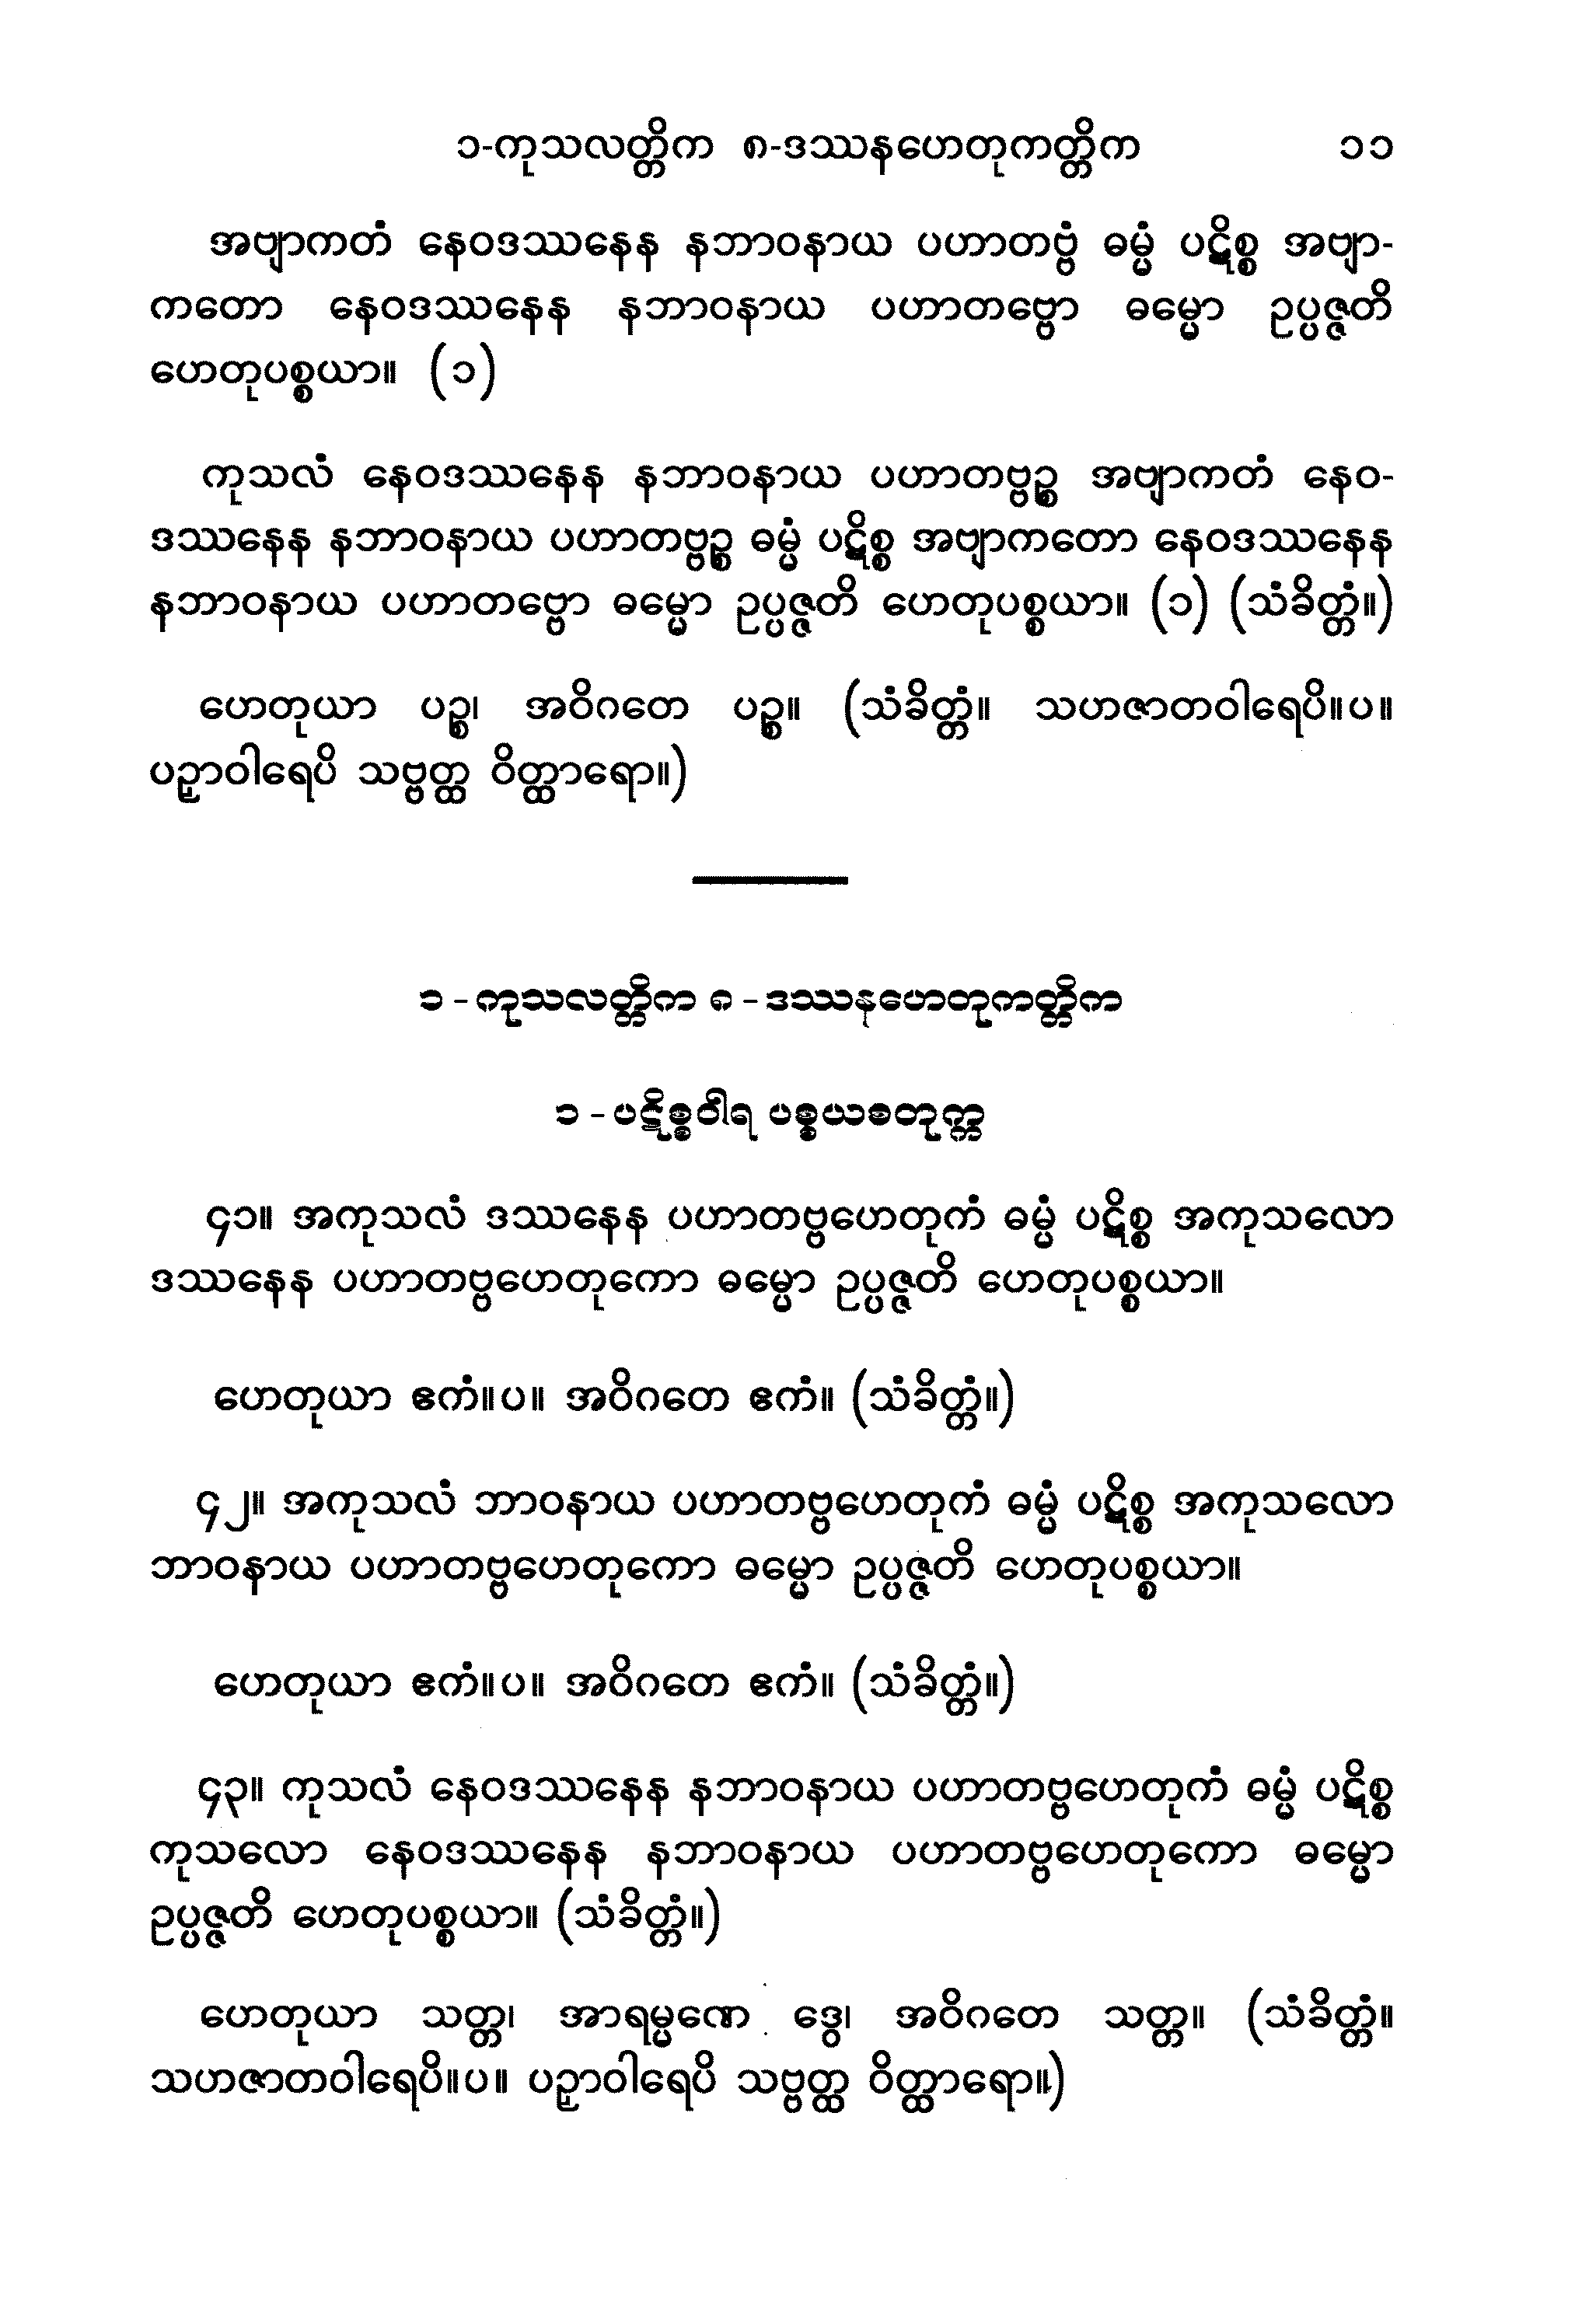 ၁-ကုသလတ္တိက ၈-ဒဿနဟေတုကတ္တိက ၁၁
အဗျာကတံ နေဝဒဿနေန နဘာဝနာယ ပဟာတဗ္ဗံ ဓမ္မံ ပဋိစ္စ အဗျာ-
ကတော နေဝဒဿနေန နဘာဝနာယ ပဟာတဗ္ဗော ဓမ္မော ဥပ္ပဇ္ဇတိ
ဟေတုပစ္စယာ။ (၁)
ကုသလံ နေဝဒဿနေန နဘာဝနာယ ပဟာတဗ္ဗဉ္စ အဗျာကတံ နေဝ-
ဒဿနေန နဘာဝနာယ ပဟာတဗ္ဗဉ္စ ဓမ္မံ ပဋိစ္စ အဗျာကတော နေဝဒဿနေန
နဘာဝနာယ ပဟာတဗ္ဗော ဓမ္မော ဥပ္ပဇ္ဇတိ ဟေတုပစ္စယာ။ (၁) (သံခိတ္တံ။)
ဟေတုယာ ပဉ္စ၊ အဝိဂတေ ပဉ္စ။ (သံခိတ္တံ။ သဟဇာတဝါရေပိ။ပ။
ပဉှာဝါရေပိ သဗ္ဗတ္ထ ဝိတ္ထာရော။)
၁ - ကုသလတ္တိက ၈ - ဒဿနဟေတုကတ္တိက
၁ - ပဋိစ္စဝါရ ပစ္စယစတုက္က
၄၁။ အကုသလံ ဒဿနေန ပဟာတဗ္ဗဟေတုကံ ဓမ္မံ ပဋိစ္စ အကုသလော
ဒဿနေန ပဟာတဗ္ဗဟေတုကော ဓမ္မော ဥပ္ပဇ္ဇတိ ဟေတုပစ္စယာ။
ဟေတုယာ ဧကံ။ပ။ အဝိဂတေ ဧကံ။ (သံခိတ္တံ။)
၄၂။ အကုသလံ ဘာဝနာယ ပဟာတဗ္ဗဟေတုကံ ဓမ္မံ ပဋိစ္စ အကုသလော
ဘာဝနာယ ပဟာတဗ္ဗဟေတုကော ဓမ္မော ဥပ္ပဇ္ဇတိ ဟေတုပစ္စယာ။
ဟေတုယာ ဧကံ။ပ။ အဝိဂတေ ဧကံ။ (သံခိတ္တံ။)
၄၃။ ကုသလံ နေဝဒဿနေန နဘာဝနာယ ပဟာတဗ္ဗဟေတုကံ ဓမ္မံ ပဋိစ္စ
ကုသလော နေဝဒဿနေန နဘာဝနာယ ပဟာတဗ္ဗဟေတုကော ဓမ္မော
ဥပ္ပဇ္ဇတိ ဟေတုပစ္စယာ။ (သံခိတ္တံ။)
ဟေတုယာ သတ္တ၊ အာရမ္မဏေ ဒွေ၊ အဝိဂတေ သတ္တ။ (သံခိတ္တံ။
သဟဇာတဝါရေပိ။ပ။ ပဉှာဝါရေပိ သဗ္ဗတ္ထ ဝိတ္ထာရော။)